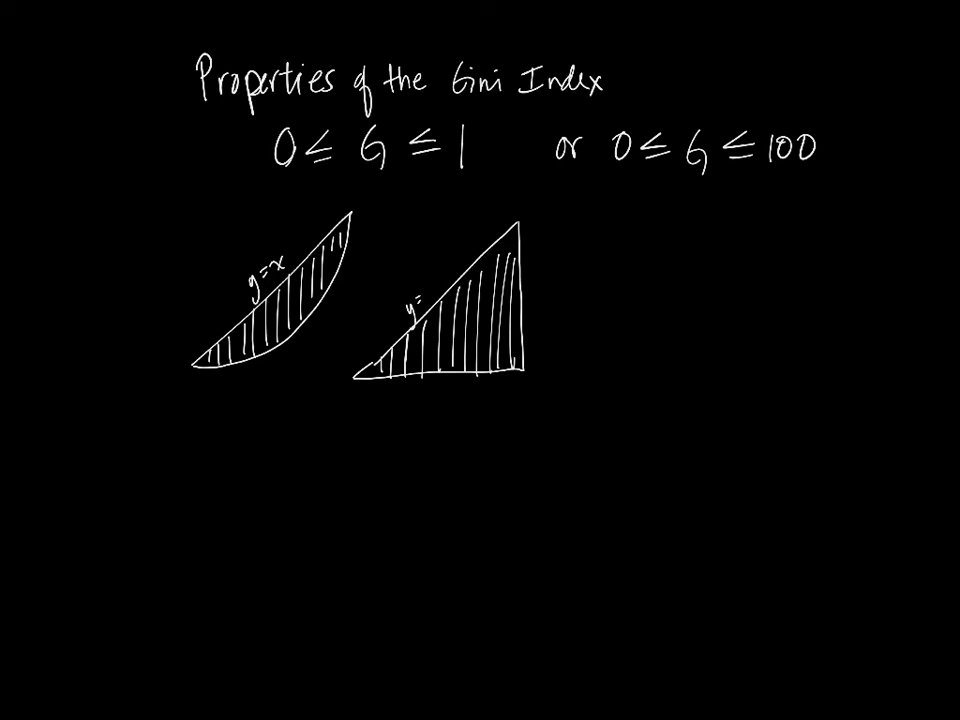 Properties of the Gini Index
0 ≤ G ≤ 1 or 0 ≤ G ≤ 100
y=x
y=